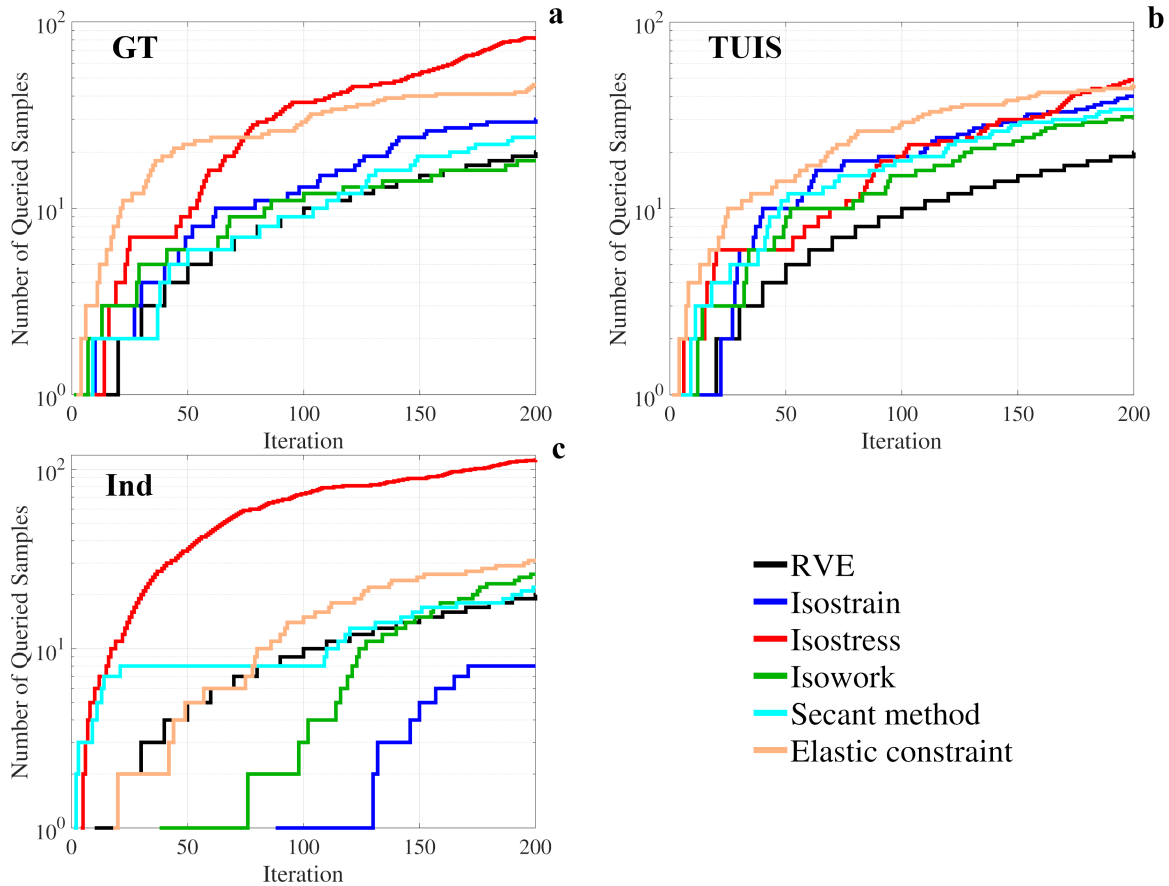 a
GT
10^2
10^1
10^0
Number of Queried Samples
0 50 100 150 200
Iteration
b
TUIS
10^2
10^1
10^0
Number of Queried Samples
0 50 100 150 200
Iteration
c
Ind
10^2
10^1
10^0
Number of Queried Samples
0 50 100 150 200
Iteration
RVE
Isostrain
Isostress
Isowork
Secant method
Elastic constraint